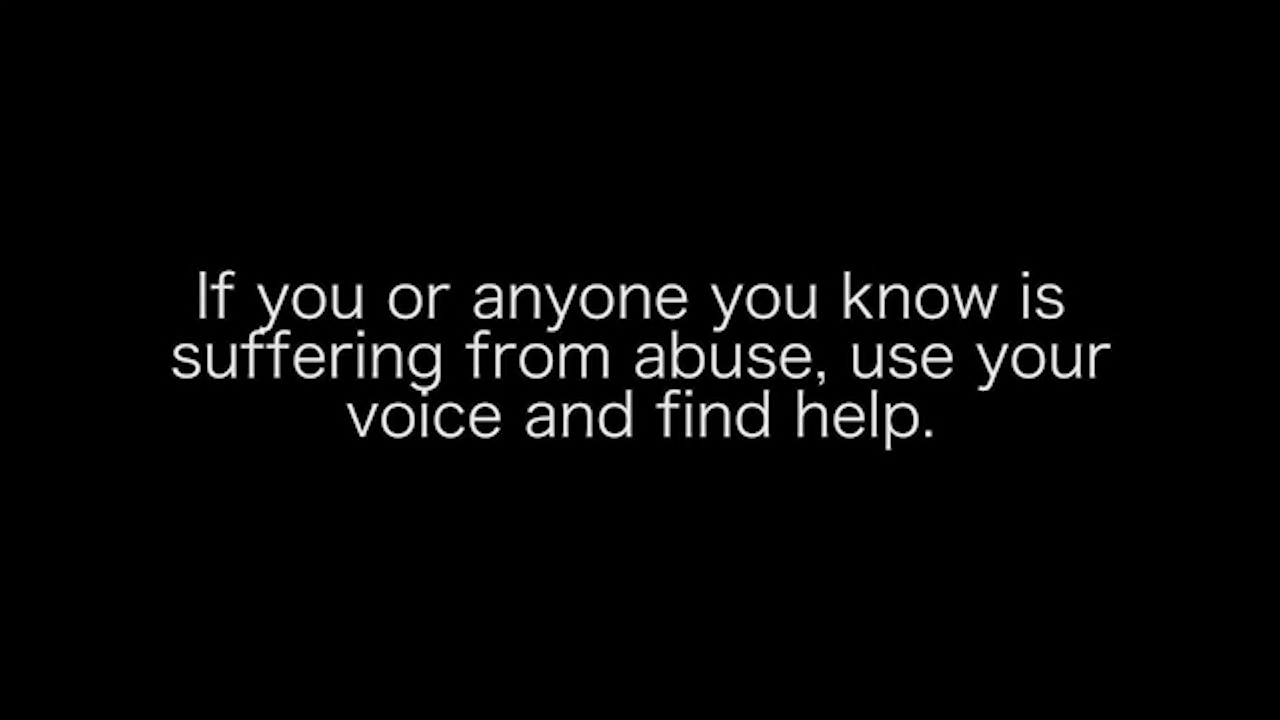 If you or anyone you know is
suffering from abuse, use your
voice and find help.